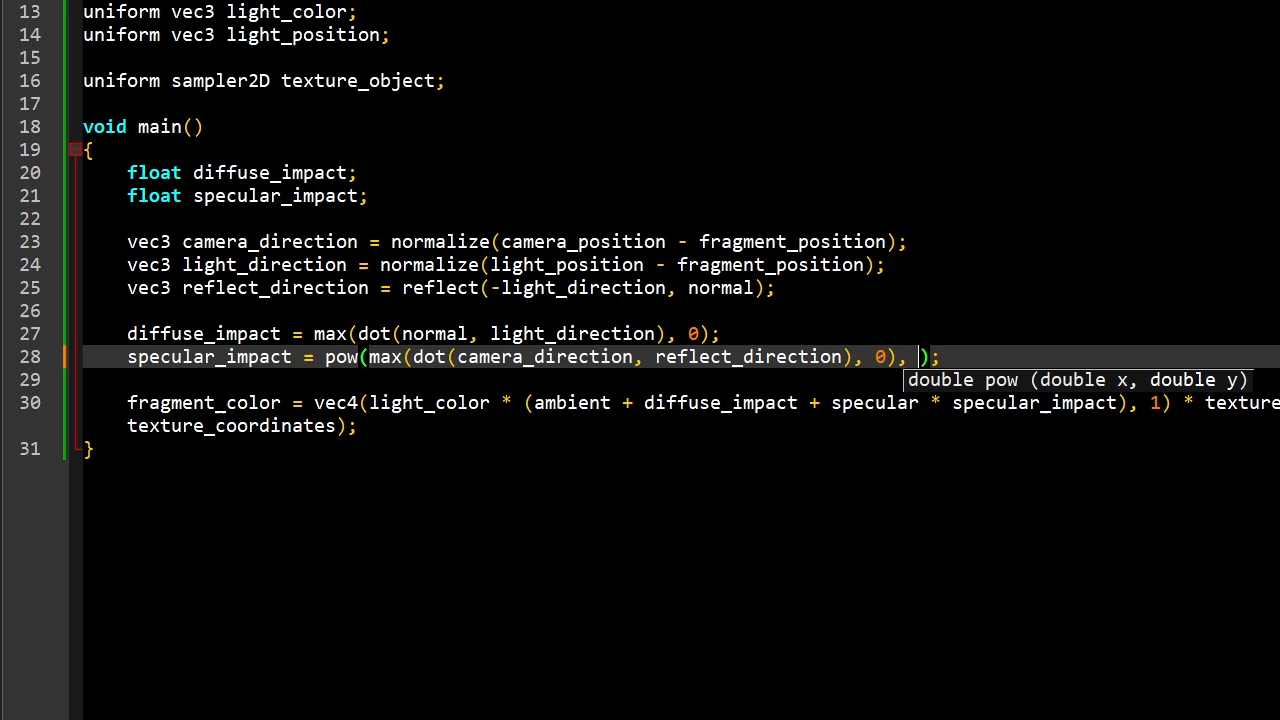 13 uniform vec3 light_color;
14 uniform vec3 light_position;
15
16 uniform sampler2D texture_object;
17
18 void main()
19 {
20 float diffuse_impact;
21 float specular_impact;
22
23 vec3 camera_direction = normalize(camera_position - fragment_position);
24 vec3 light_direction = normalize(light_position - fragment_position);
25 vec3 reflect_direction = reflect(-light_direction, normal);
26
27 diffuse_impact = max(dot(normal, light_direction), 0);
28 specular_impact = pow(max(dot(camera_direction, reflect_direction), 0), );
29 double pow (double x, double y)
30 fragment_color = vec4(light_color * (ambient + diffuse_impact + specular * specular_impact), 1) * texture
texture_coordinates);
31 }